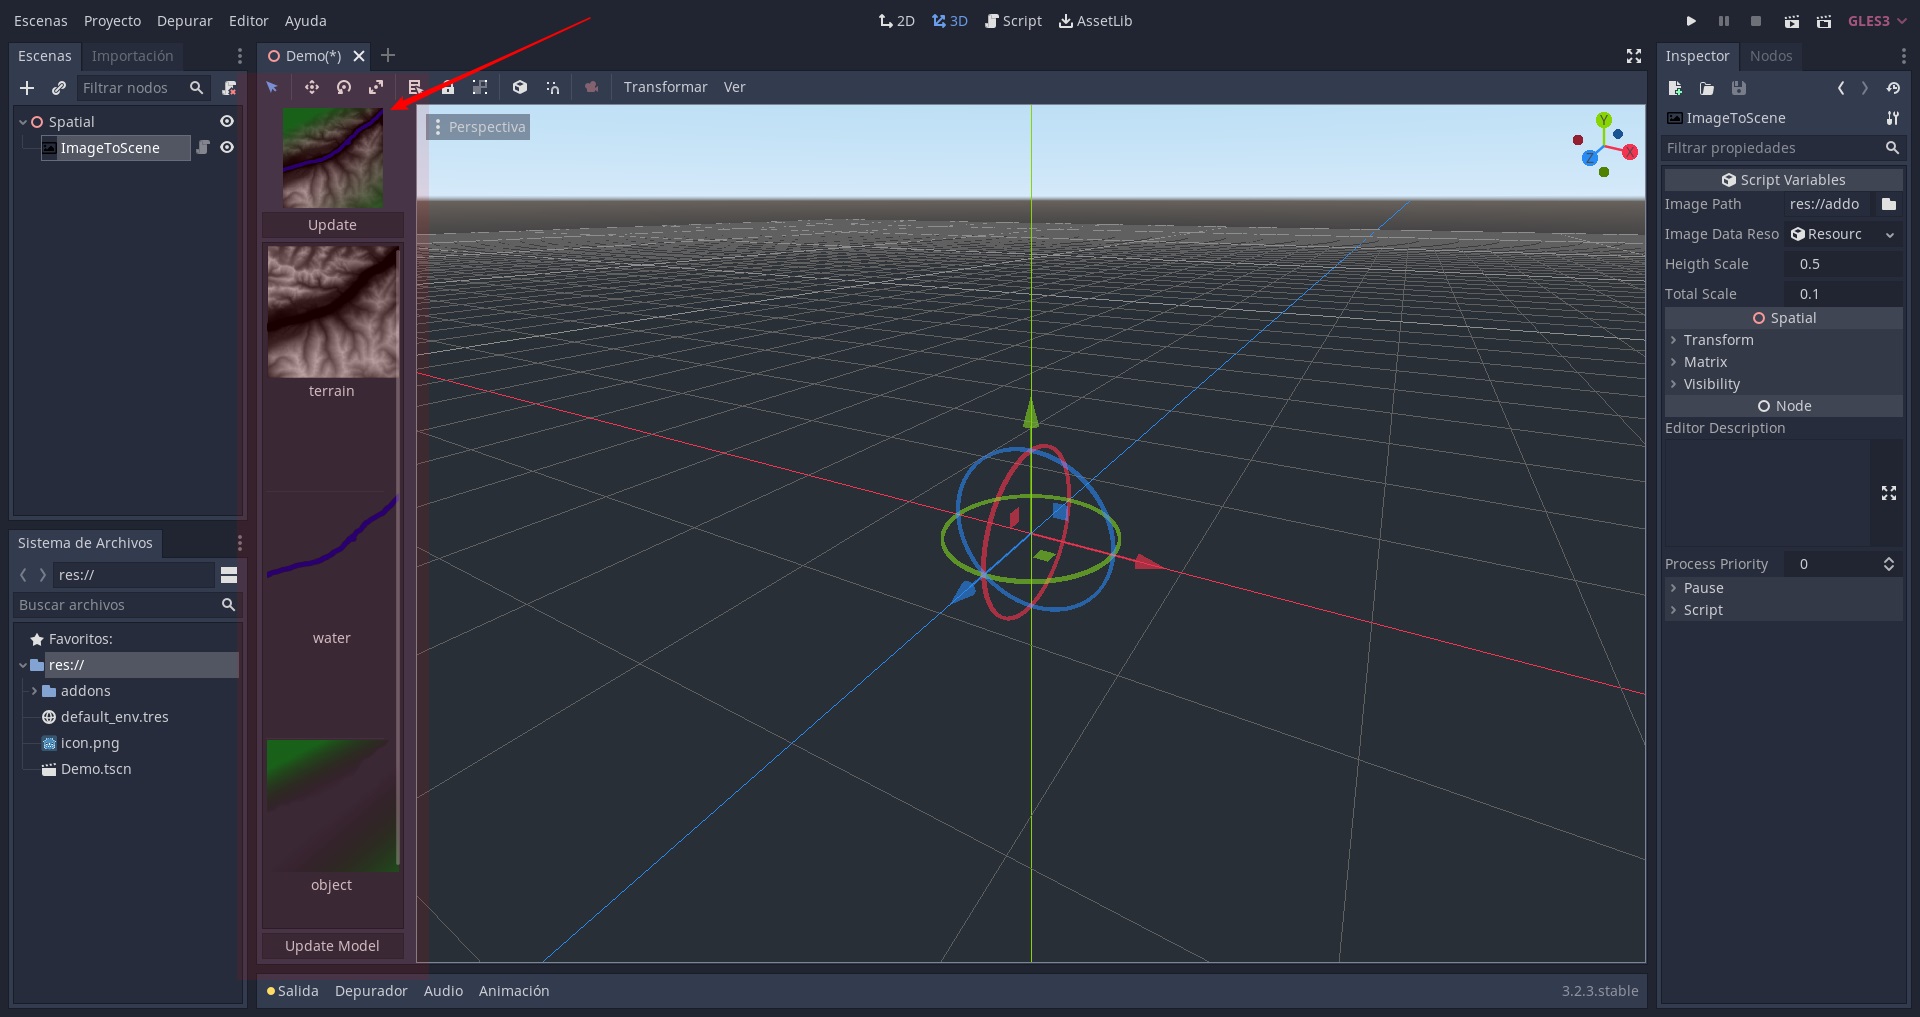 Escenas Proyecto Depurar Editor Ayuda
2D 3D Script AssetLib
GLES3
Escenas Importación
Filtrar nodos
Spatial
ImageToScene
Sistema de Archivos
res://
Buscar archivos
Favoritos:
res://
addons
default_env.tres
icon.png
Demo.tscn
Demo(*)
Transformar Ver
Update
terrain
water
object
Update Model
Perspectiva
Y
X
Z
Salida Depurador Audio Animación
3.2.3.stable
Inspector Nodos
ImageToScene
Filtrar propiedades
Script Variables
Image Path res://addo
Image Data Reso Resourc
Heigth Scale 0.5
Total Scale 0.1
Spatial
Transform
Matrix
Visibility
Node
Editor Description
Process Priority 0
Pause
Script